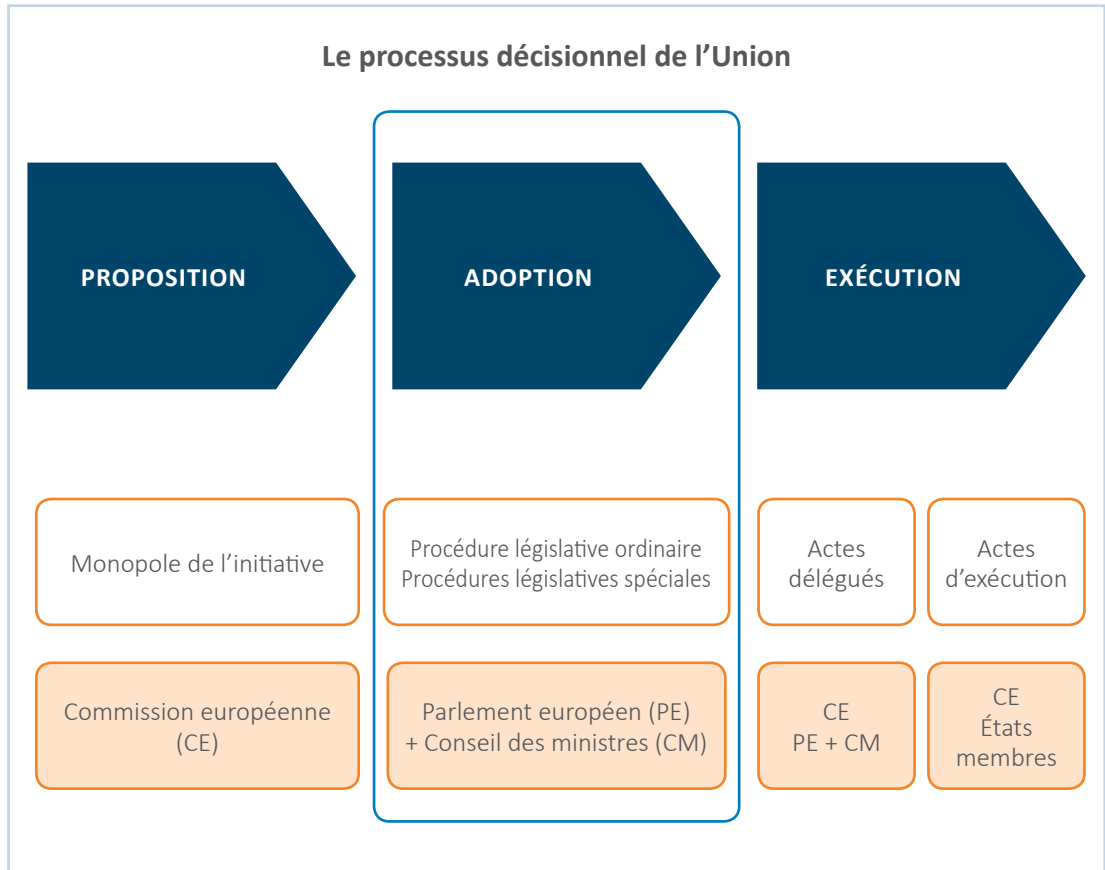 Le processus décisionnel de l’Union
PROPOSITION
ADOPTION
EXÉCUTION
Monopole de l’initiative
Procédure législative ordinaire
Procédures législatives spéciales
Actes
délégués
Actes
d’exécution
Commission européenne
(CE)
Parlement européen (PE)
+ Conseil des ministres (CM)
CE
PE + CM
CE
États
membres